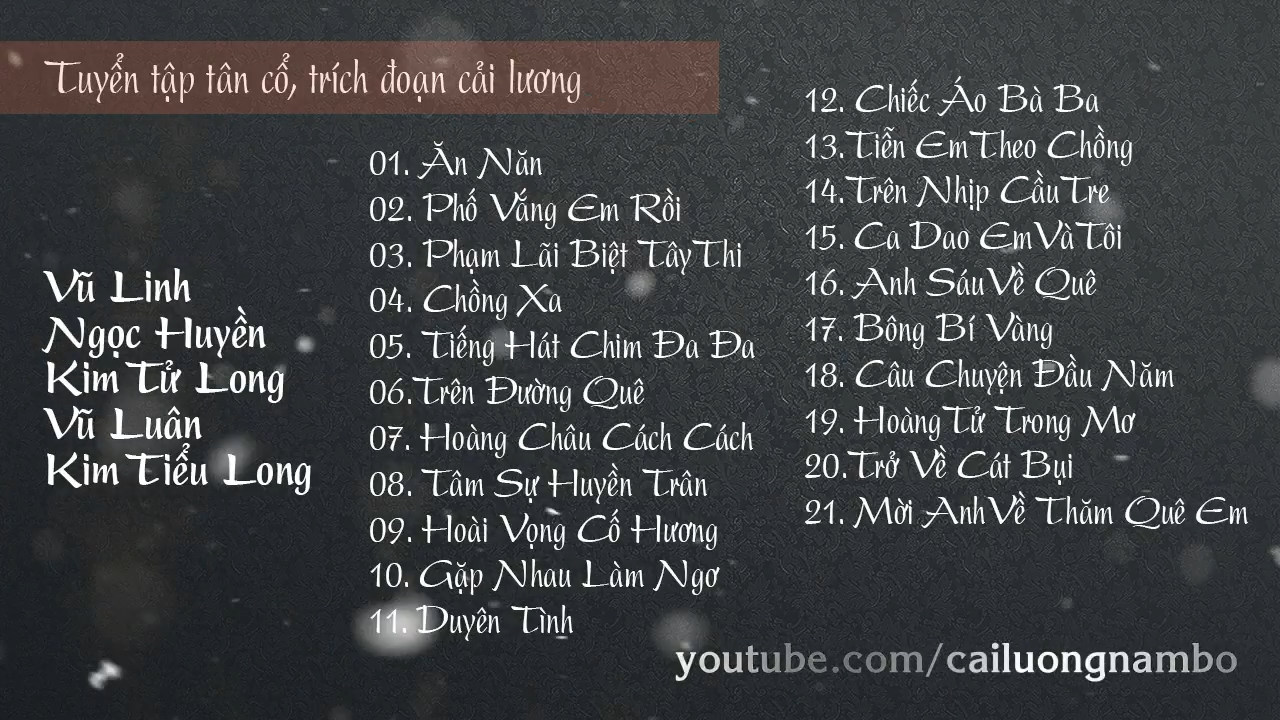 Tuyển tập tân cổ, trích đoạn cải lương
Vũ Linh
Ngọc Huyền
Kim Tử Long
Vũ Luân
Kim Tiểu Long
01. Ăn Năn
02. Phố Vắng Em Rồi
03. Phạm Lãi Biệt Tây Thi
04. Chồng Xa
05. Tiếng Hát Chim Đa Đa
06. Trên Đường Quê
07. Hoàng Châu Cách Cách
08. Tâm Sự Huyền Trân
09. Hoài Vọng Cố Hương
10. Gặp Nhau Làm Ngơ
11. Duyên Tình
12. Chiếc Áo Bà Ba
13. Tiễn Em Theo Chồng
14. Trên Nhịp Cầu Tre
15. Ca Dao Em Và Tôi
16. Anh Sáu Về Quê
17. Bông Bí Vàng
18. Câu Chuyện Đầu Năm
19. Hoàng Tử Trong Mơ
20. Trở Về Cát Bụi
21. Mời Anh Về Thăm Quê Em
youtube.com/cailuongnambo